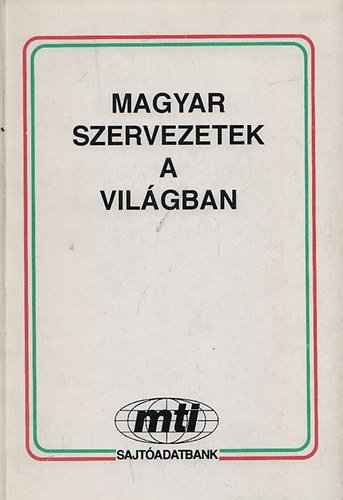 MAGYAR
SZERVEZETEK
A
VILÁGBAN
mti
SAJTÓADATBANK